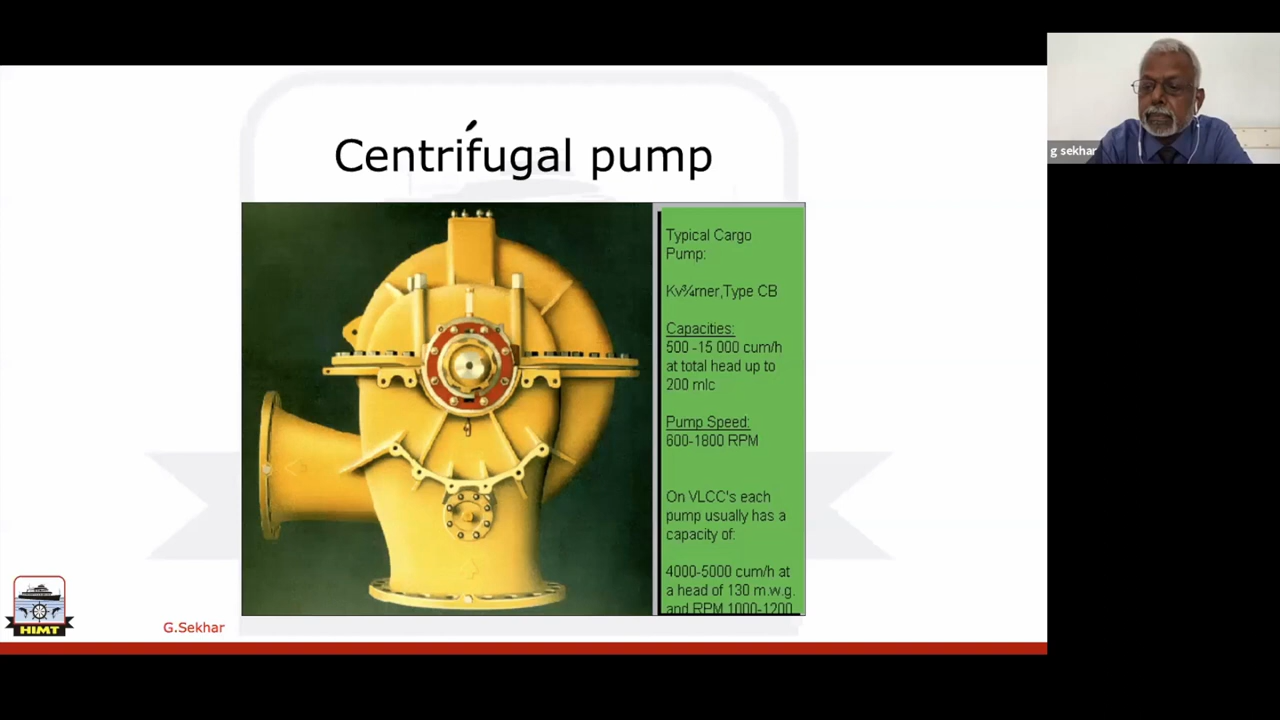 Centrifugal pump
Typical Cargo
Pump:
Kv¾rner,Type CB
Capacities:
500 -15 000 cum/h
at total head up to
200 mlc
Pump Speed:
600-1800 RPM
On VLCC's each
pump usually has a
capacity of:
4000-5000 cum/h at
a head of 130 m.w.g.
and RPM 1000-1200
HIMT
G.Sekhar
g sekhar